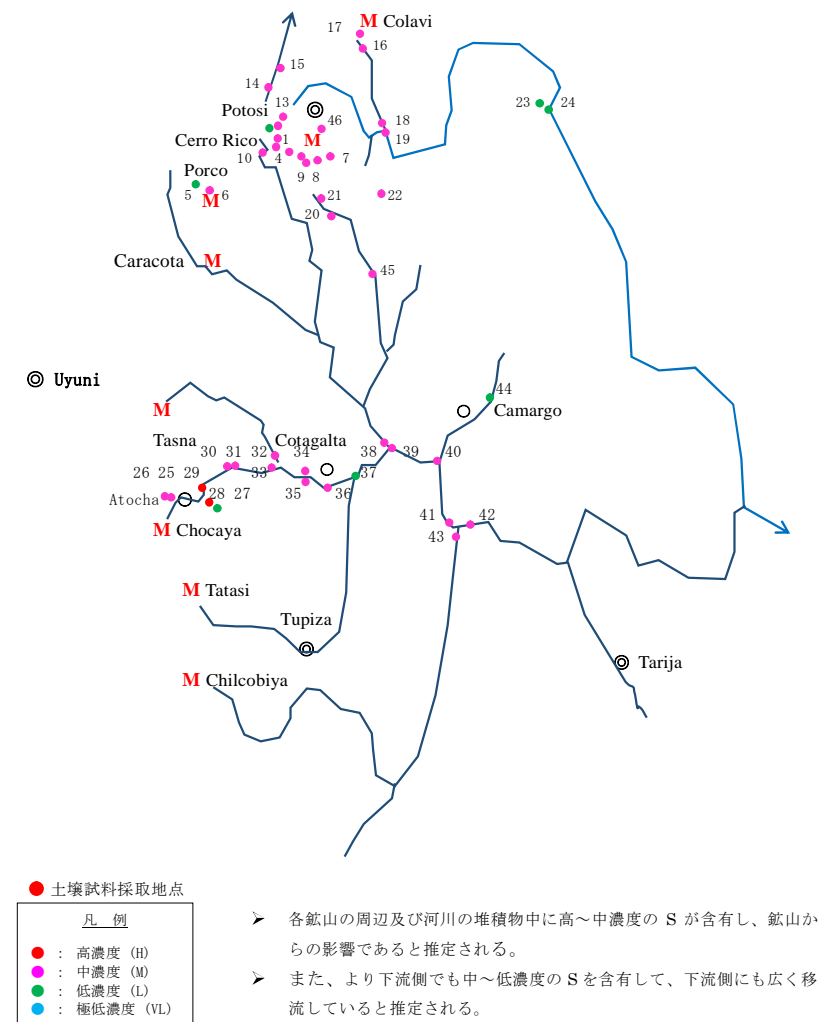 17 M Colavi
16
15
14
13
Potosi
46
18
23 24
Cerro Rico
1
M
19
10 4
7
9 8
Porco
5 6
M
21
22
20
Caracota M
45
Uyuni
M
44
Camargo
Tasna
Cotagalta
30 31 32 34
38 39 40
26 25 29
33
37
Atocha
28 27
35 36
M Chocaya
41 42
43
M Tatasi
Tupiza
Tarija
M Chilcobiya
土壌試料採取地点
凡 例
: 高濃度 (H)
: 中濃度 (M)
: 低濃度 (L)
: 極低濃度 (VL)
➢ 各鉱山の周辺及び河川の堆積物中に高～中濃度の S が含有し、鉱山か
らの影響であると推定される。
➢ また、より下流側でも中～低濃度の S を含有して、下流側にも広く移
流していると推定される。